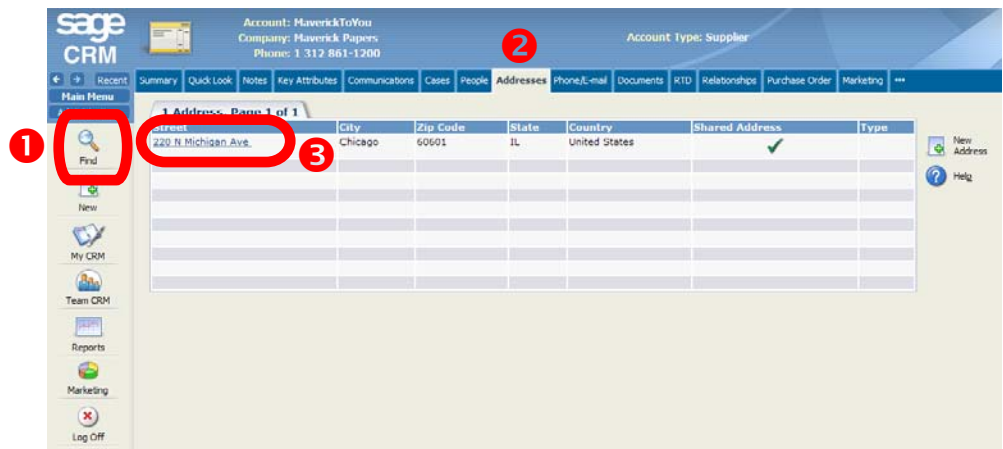 sage
CRM
Account: MaverickToYou
Company: Maverick Papers
Phone: 1 312 861-1200
Account Type: Supplier
2
Recent
Summary Quick Look Notes Key Attributes Communications Cases People Addresses Phone/E-mail Documents RTD Relationships Purchase Order Marketing •••
Main Menu
1 Address, Page 1 of 1
Street City Zip Code State Country Shared Address Type
220 N Michigan Ave Chicago 60601 IL United States
1
3
Find
New
My CRM
Team CRM
Reports
Marketing
Log Off
New
Address
Help